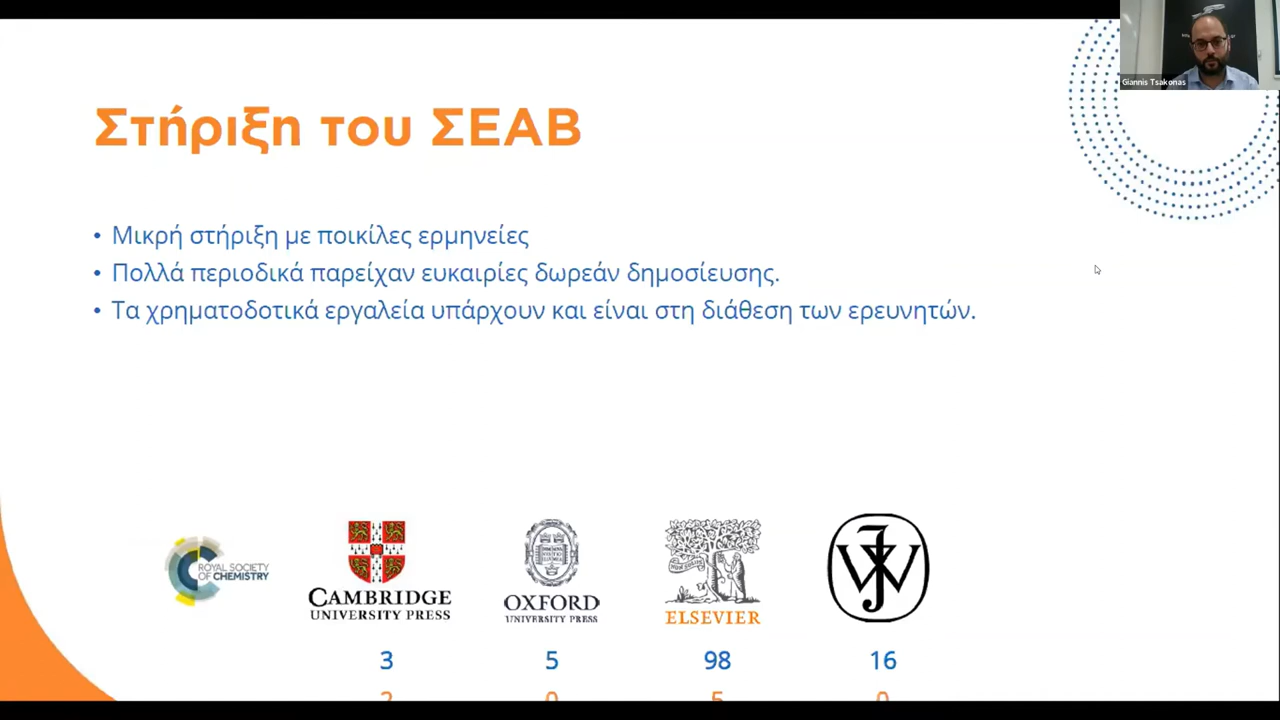 Giannis Tsakonas
Στήριξη του ΣΕΑΒ
• Μικρή στήριξη με ποικίλες ερμηνείες
• Πολλά περιοδικά παρείχαν ευκαιρίες δωρεάν δημοσίευσης.
• Τα χρηματοδοτικά εργαλεία υπάρχουν και είναι στη διάθεση των ερευνητών.
ROYAL SOCIETY
OF CHEMISTRY
CAMBRIDGE
UNIVERSITY PRESS
OXFORD
UNIVERSITY PRESS
ELSEVIER
3 5 98 16